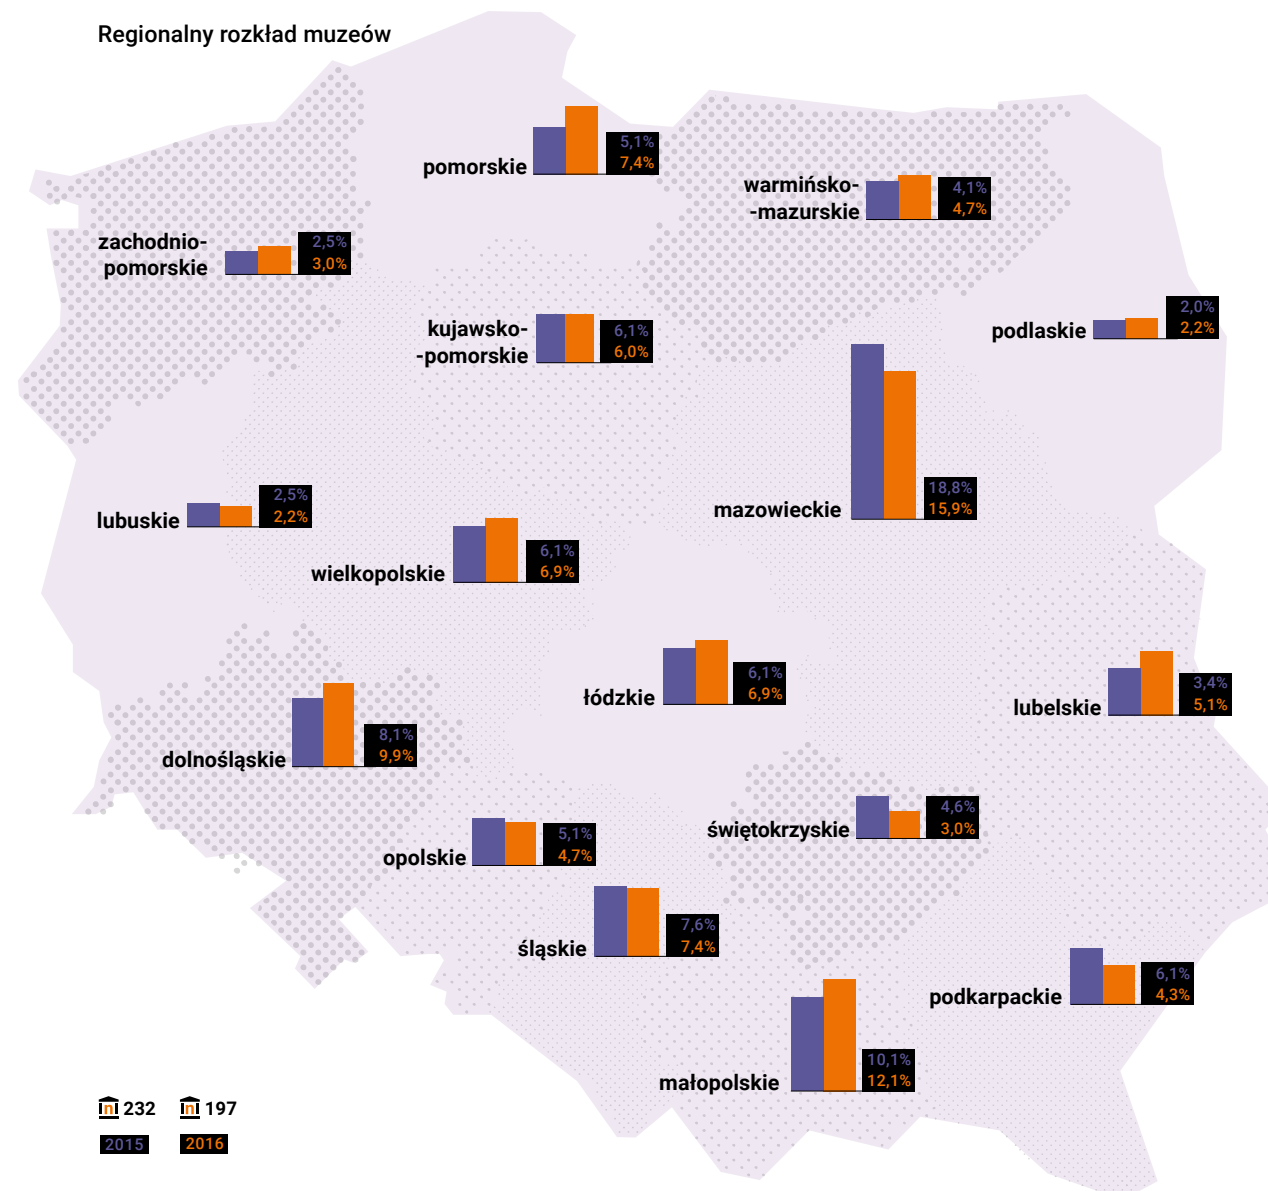 Regionalny rozkład muzeów
pomorskie
5,1%
7,4%
warmińsko-
-mazurskie
4,1%
4,7%
zachodnio-
pomorskie
2,5%
3,0%
kujawsko-
-pomorskie
6,1%
6,0%
podlaskie
2,0%
2,2%
mazowieckie
18,8%
15,9%
lubuskie
2,5%
2,2%
wielkopolskie
6,1%
6,9%
łódzkie
6,1%
6,9%
lubelskie
3,4%
5,1%
dolnośląskie
8,1%
9,9%
świętokrzyskie
4,6%
3,0%
opolskie
5,1%
4,7%
śląskie
7,6%
7,4%
podkarpackie
6,1%
4,3%
małopolskie
10,1%
12,1%
n 232 n 197
2015 2016